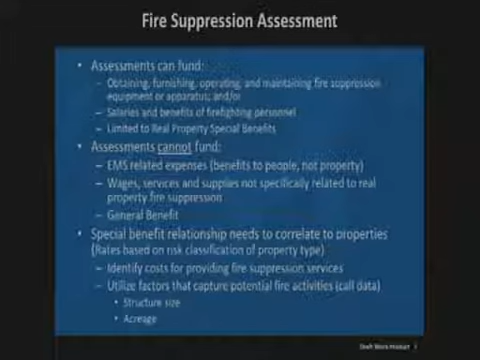 Fire Suppression Assessment
• Assessments can fund:
– Obtaining, furnishing, operating, and maintaining fire suppression
equipment or apparatus; and/or
– Salaries and benefits of firefighting personnel
– Limited to Real Property Special Benefits
• Assessments cannot fund:
– EMS related expenses (benefits to people, not property)
– Wages, services and supplies not specifically related to real
property fire suppression
– General Benefit
• Special benefit relationship needs to correlate to properties
(Rates based on risk classification of property type)
– Identify costs for providing fire suppression services
– Utilize factors that capture potential fire activities (call data)
• Structure size
• Acreage
Draft Work Product